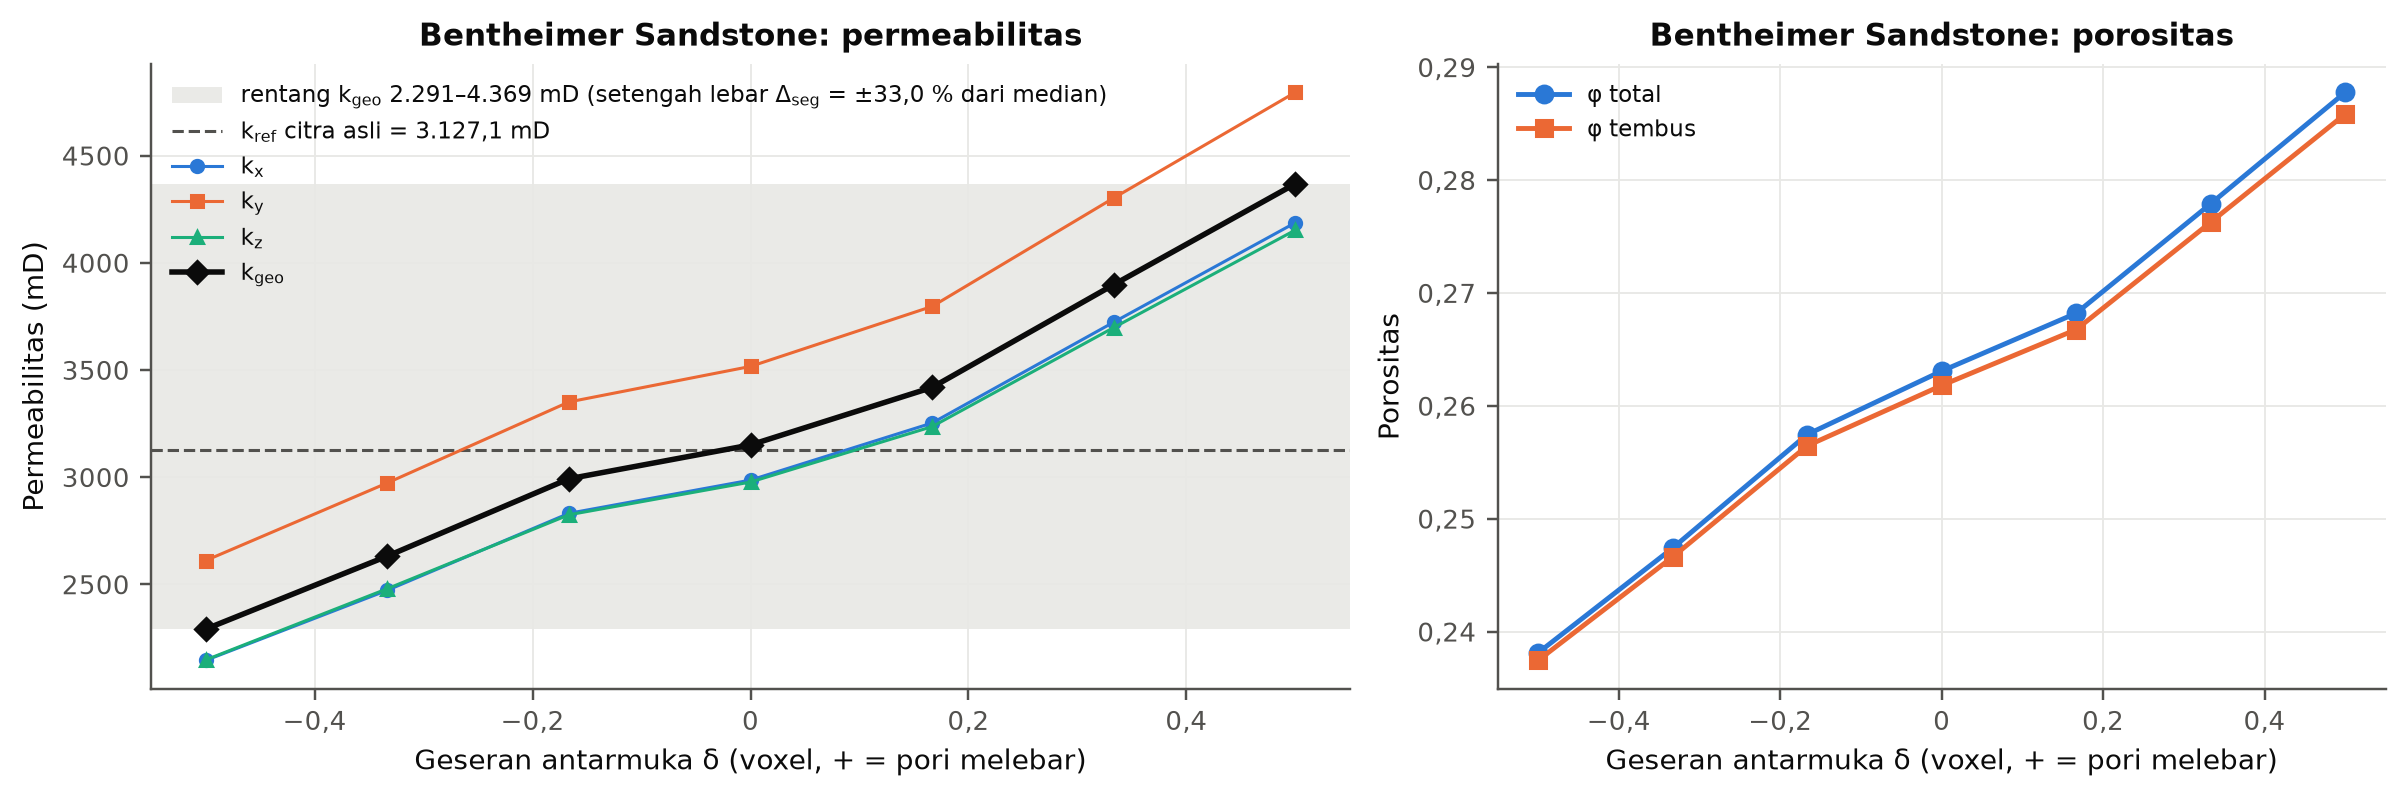 Bentheimer Sandstone: permeabilitas
rentang kgeo 2.291–4.369 mD (setengah lebar Δseg = ±33,0 % dari median)
kref citra asli = 3.127,1 mD
kx
ky
kz
kgeo
Permeabilitas (mD)
4500
4000
3500
3000
2500
−0,4
−0,2
0
0,2
0,4
Geseran antarmuka δ (voxel, + = pori melebar)
Bentheimer Sandstone: porositas
φ total
φ tembus
Porositas
0,29
0,28
0,27
0,26
0,25
0,24
−0,4
−0,2
0
0,2
0,4
Geseran antarmuka δ (voxel, + = pori melebar)